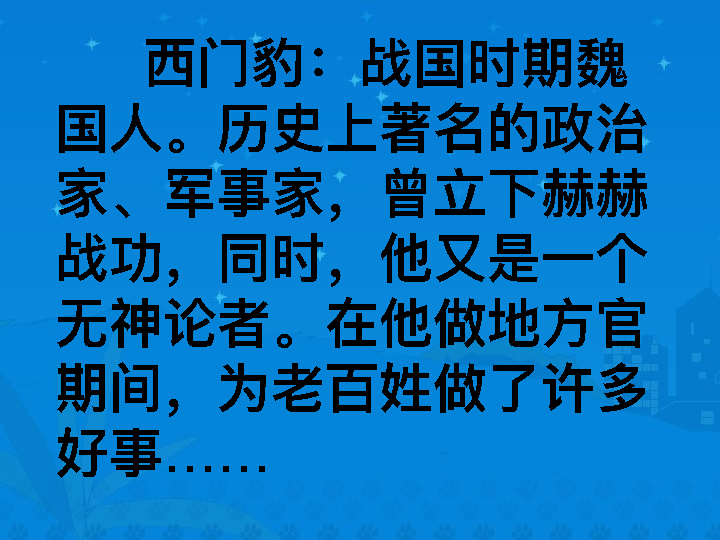 西门豹：战国时期魏
国人。历史上著名的政治
家、军事家，曾立下赫赫
战功，同时，他又是一个
无神论者。在他做地方官
期间，为老百姓做了许多
好事……